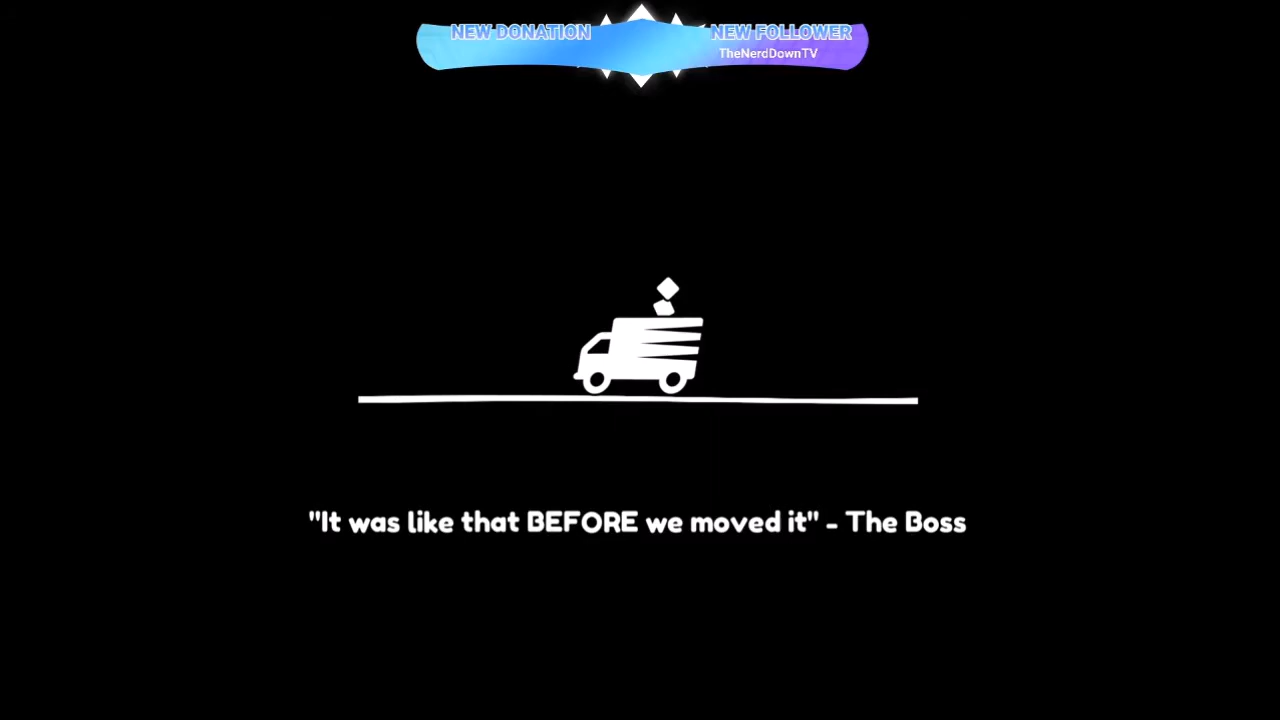 NEW DONATION
NEW FOLLOWER
TheNerdDownTV
"It was like that BEFORE we moved it" - The Boss